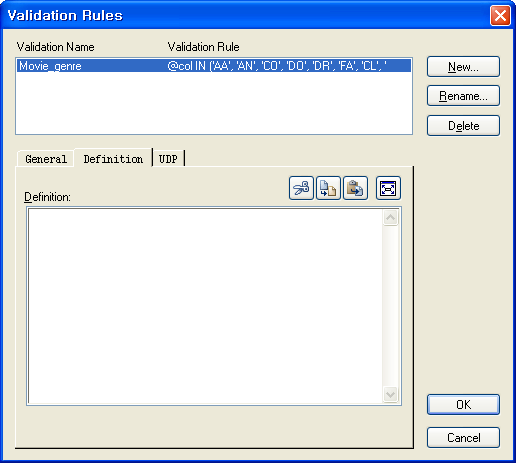 Validation Rules
Validation Name Validation Rule
Movie_genre @col IN ('AA', 'AN', 'CO', 'DO', 'DR', 'FA', 'CL', '
New...
Rename...
Delete
General Definition UDP
Definition:
OK
Cancel